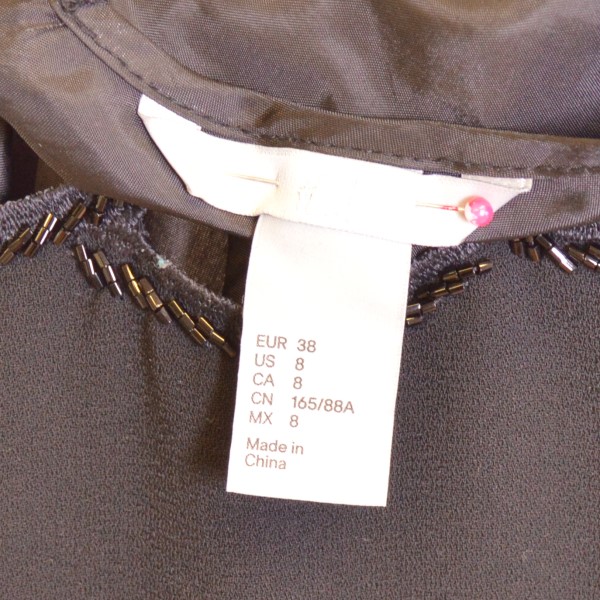 EUR 38
US 8
CA 8
CN 165/88A
MX 8
Made in
China